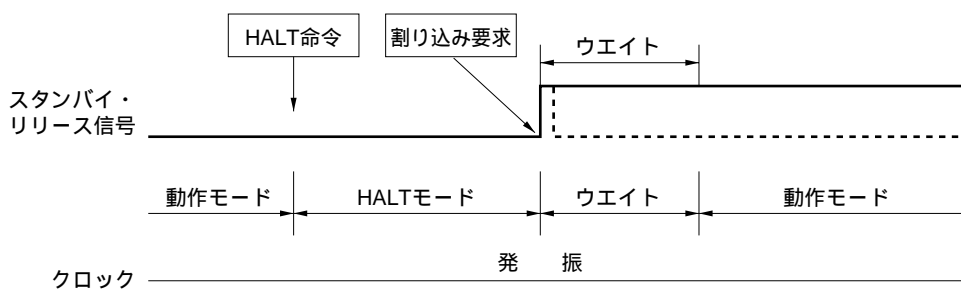 HALT命令
割り込み要求
ウエイト
スタンバイ・
リリース信号
動作モード
HALTモード
ウエイト
動作モード
発 振
クロック